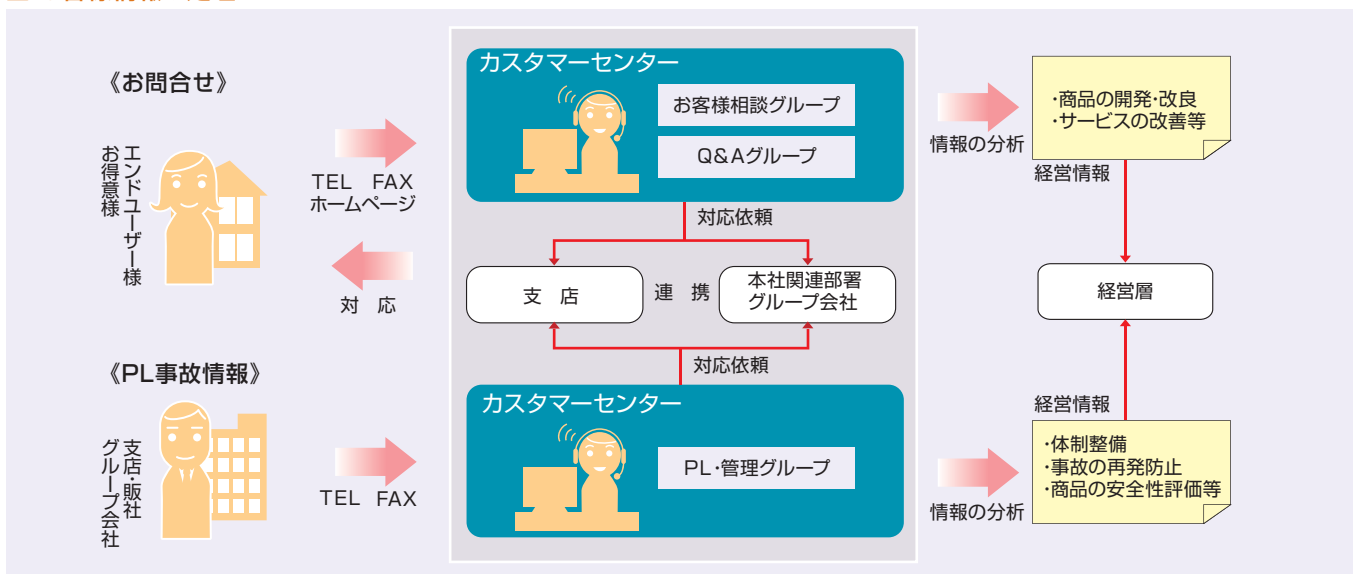 《お問合せ》
エンドユーザー様
お得意様
TEL FAX
ホームページ
対 応
カスタマーセンター
お客様相談グループ
Q&Aグループ
対応依頼
支 店
連 携
本社関連部署
グループ会社
対応依頼
情報の分析
・商品の開発・改良
・サービスの改善等
経営情報
経営層
《PL事故情報》
支店・販社
グループ会社
TEL FAX
カスタマーセンター
PL・管理グループ
情報の分析
経営情報
・体制整備
・事故の再発防止
・商品の安全性評価等